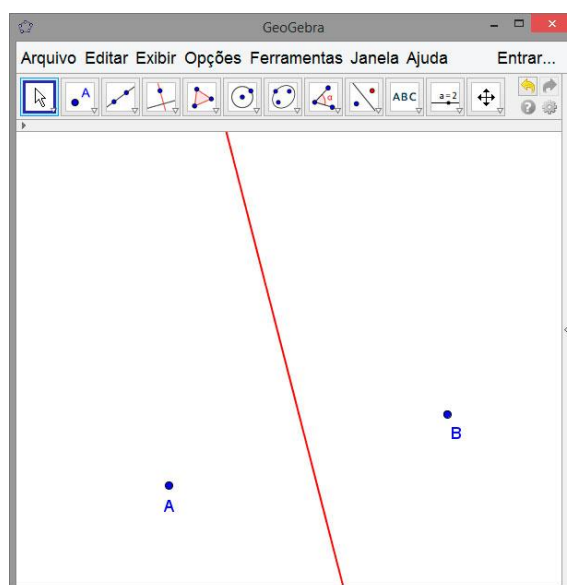 GeoGebra
Arquivo Editar Exibir Opções Ferramentas Janela Ajuda Entrar...
A α ABC a=2
B
A